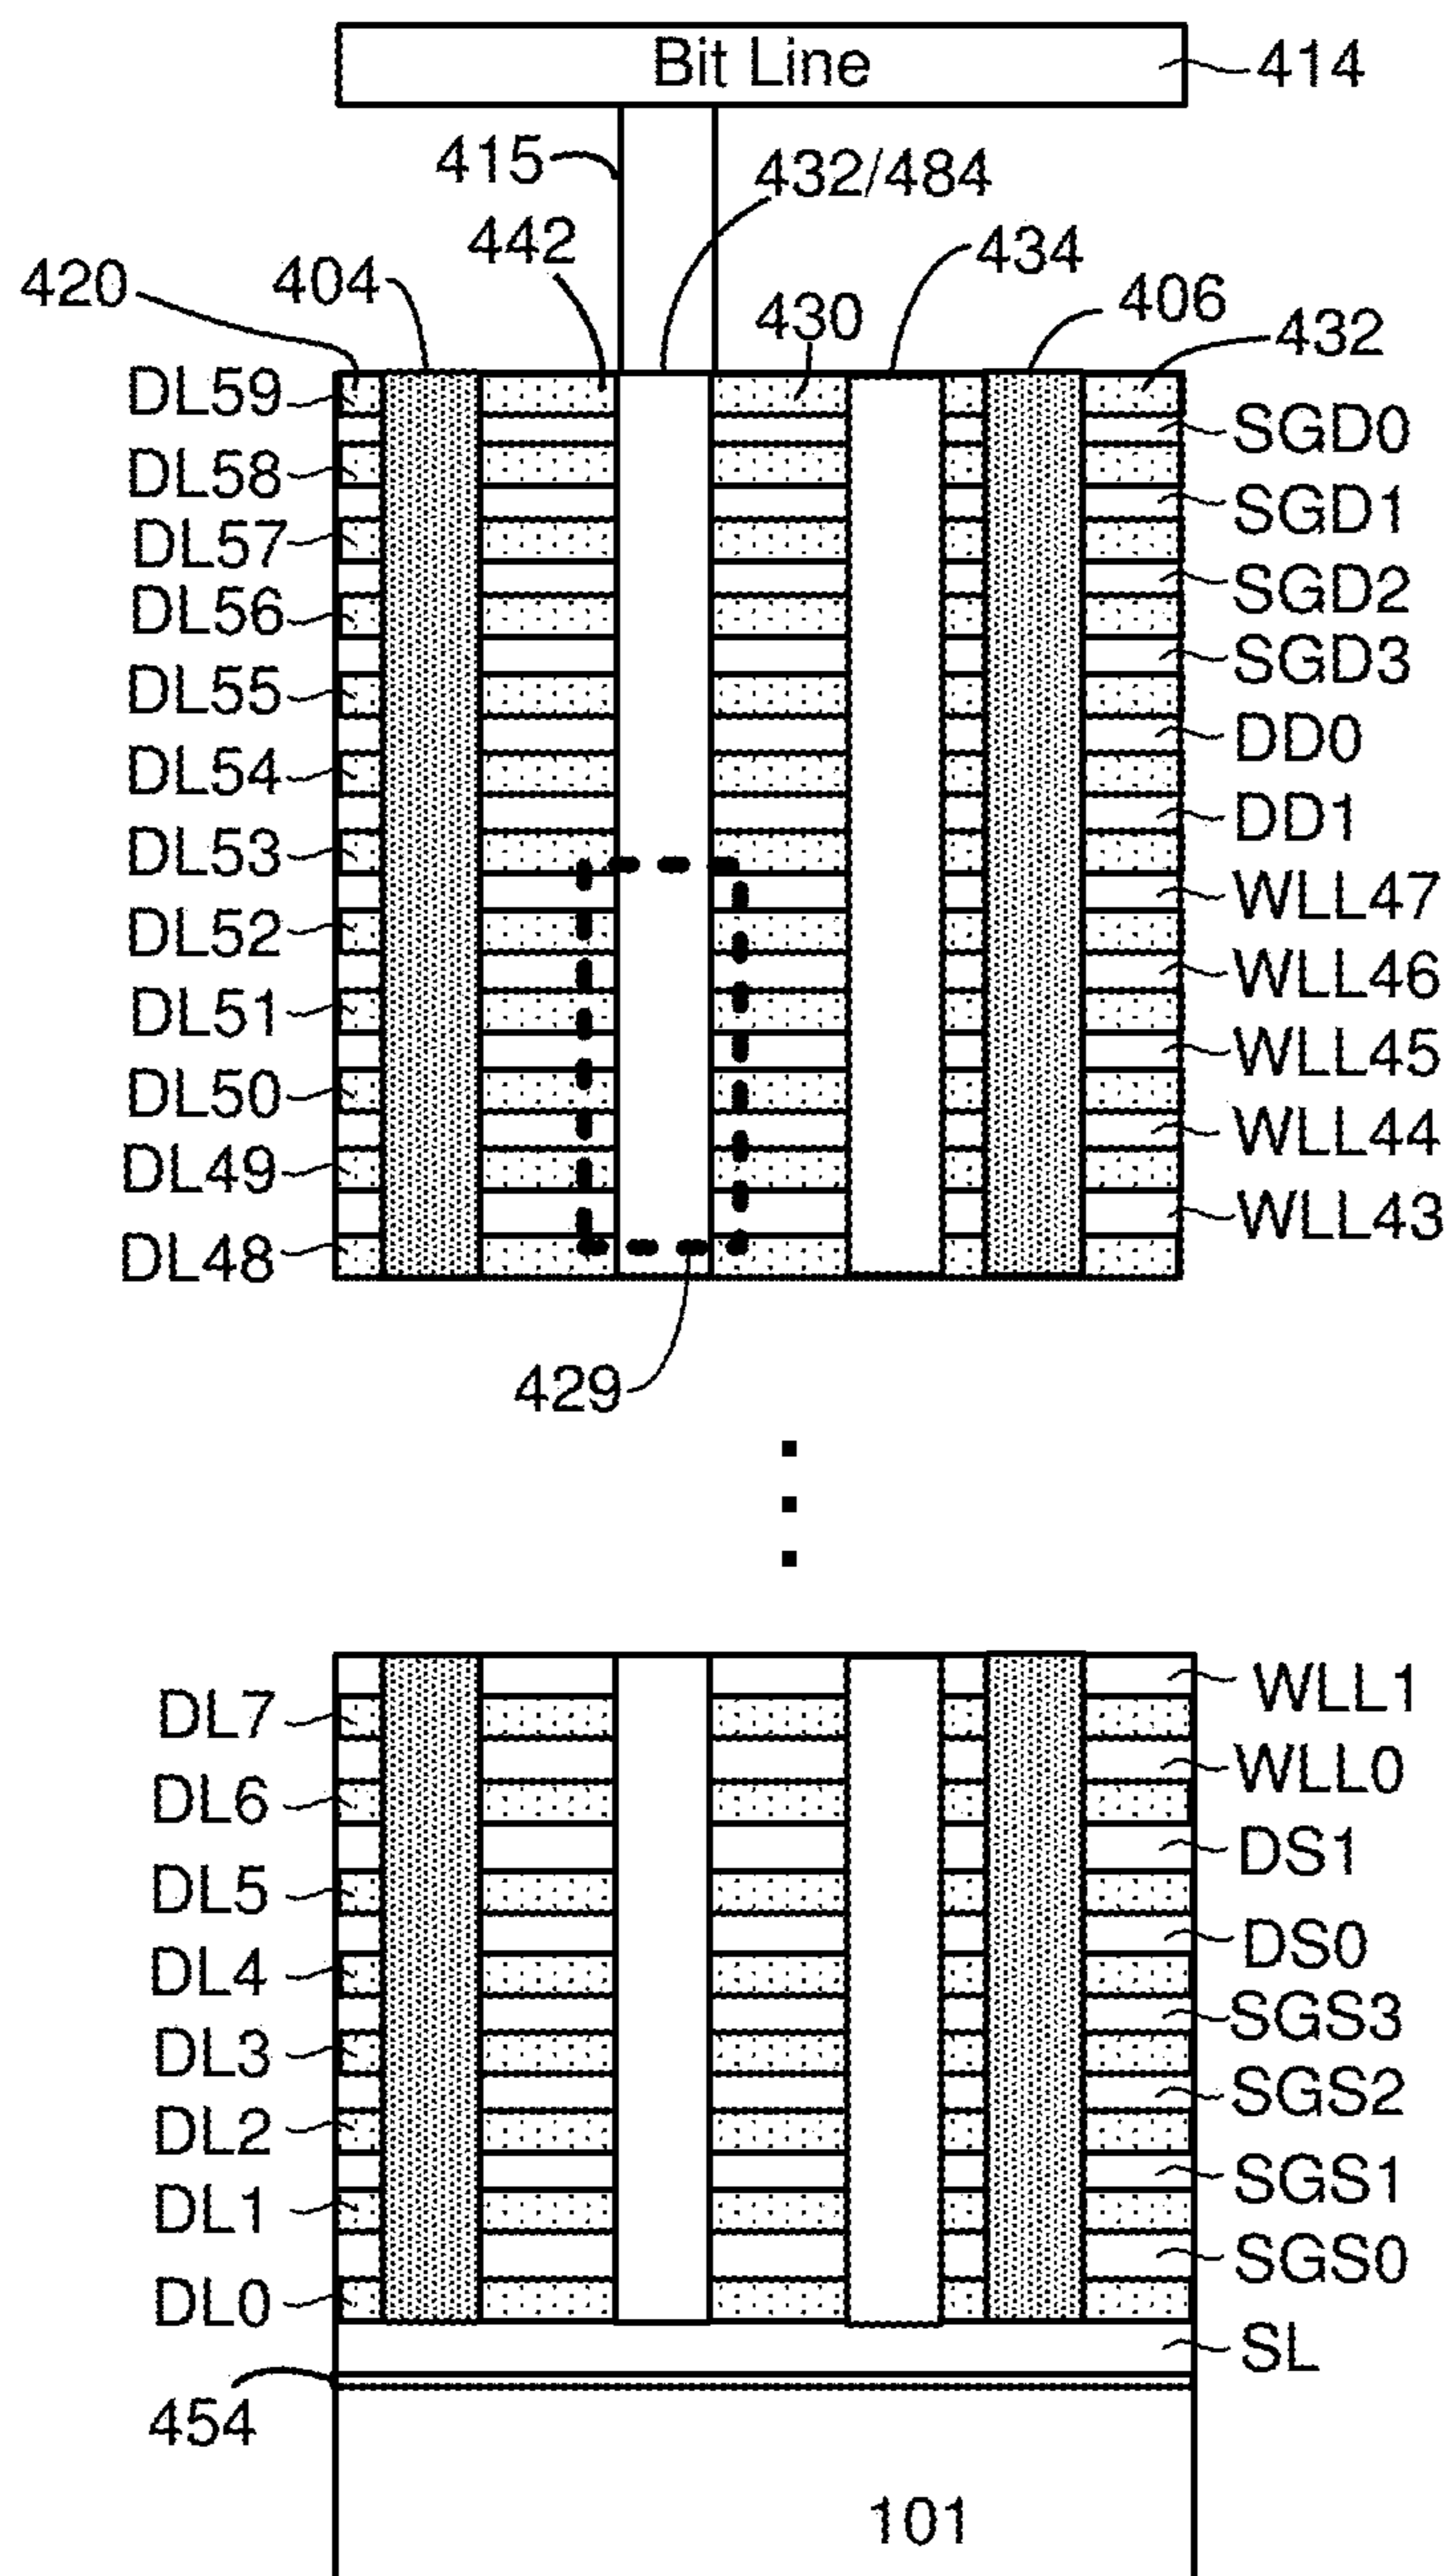 Bit Line
414
415
432/484
442
434
420
404
430
406
432
DL59
SGD0
DL58
SGD1
DL57
SGD2
DL56
SGD3
DL55
DD0
DL54
DD1
DL53
WLL47
DL52
WLL46
DL51
WLL45
DL50
WLL44
DL49
WLL43
DL48
429
WLL1
DL7
WLL0
DL6
DS1
DL5
DS0
DL4
SGS3
DL3
SGS2
DL2
SGS1
DL1
SGS0
DL0
SL
454
101